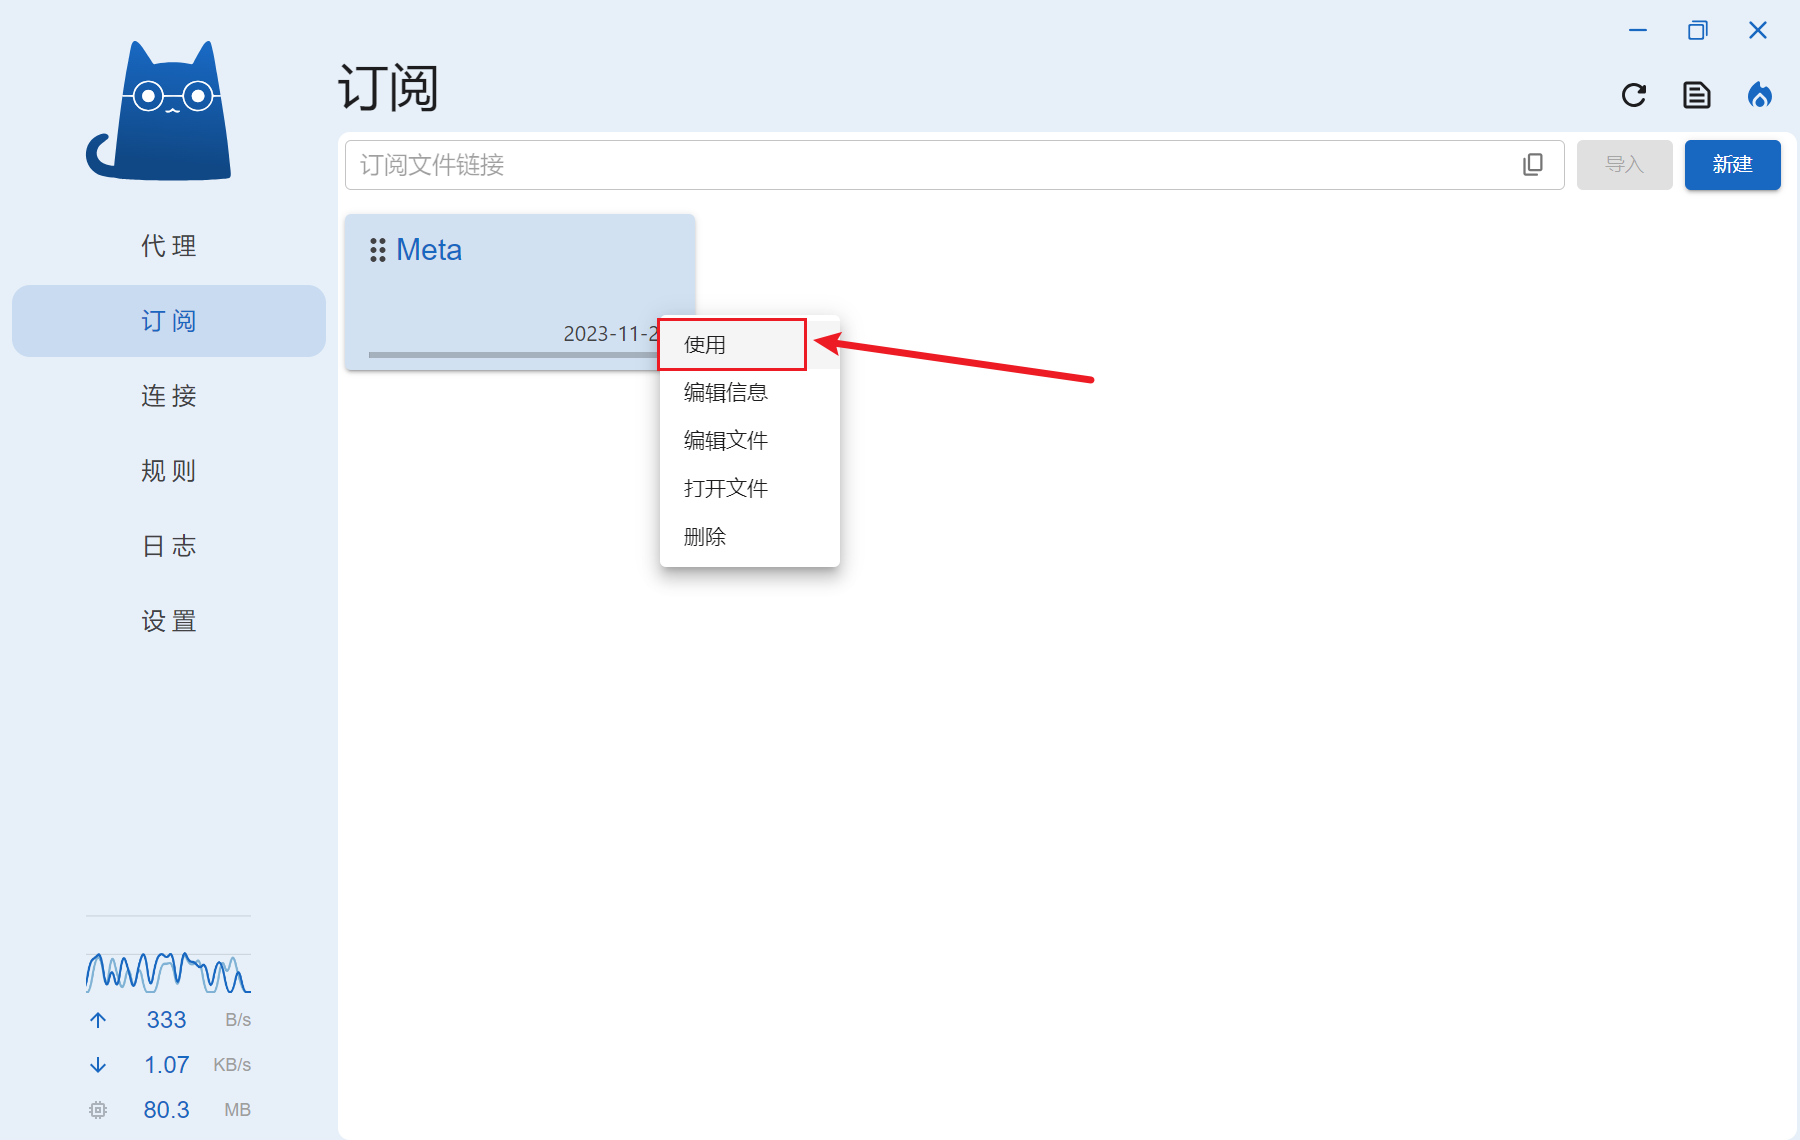 订阅
订阅文件链接
导入
新建
代 理
订 阅
连 接
规 则
日 志
设 置
Meta
2023-11-2
使用
编辑信息
编辑文件
打开文件
删除
333 B/s
1.07 KB/s
80.3 MB